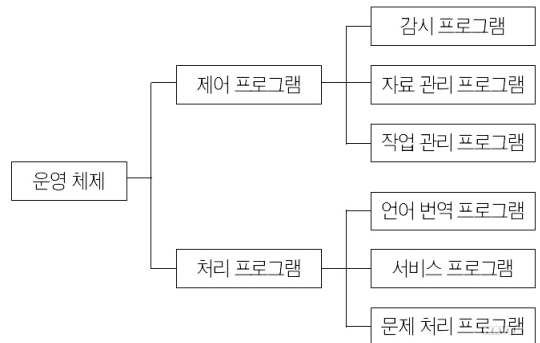 운영 체제
제어 프로그램
감시 프로그램
자료 관리 프로그램
작업 관리 프로그램
처리 프로그램
언어 번역 프로그램
서비스 프로그램
문제 처리 프로그램